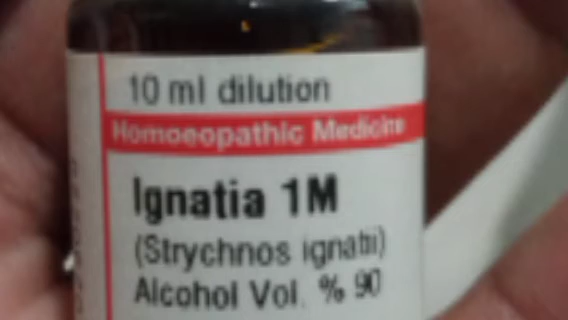 10 ml dilution
Homoeopathic Medicine
Ignatia 1M
(Strychnos ignatii)
Alcohol Vol. % 90